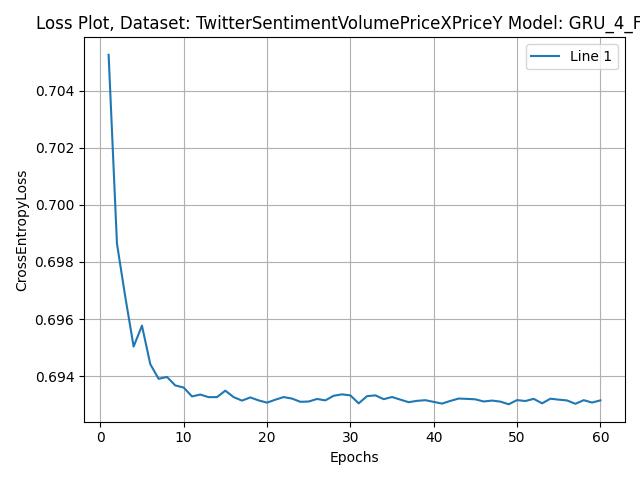 Loss Plot, Dataset: TwitterSentimentVolumePriceXPriceY Model: GRU_4_F
Line 1
0.704
0.702
0.700
0.698
0.696
0.694
CrossEntropyLoss
0 10 20 30 40 50 60
Epochs